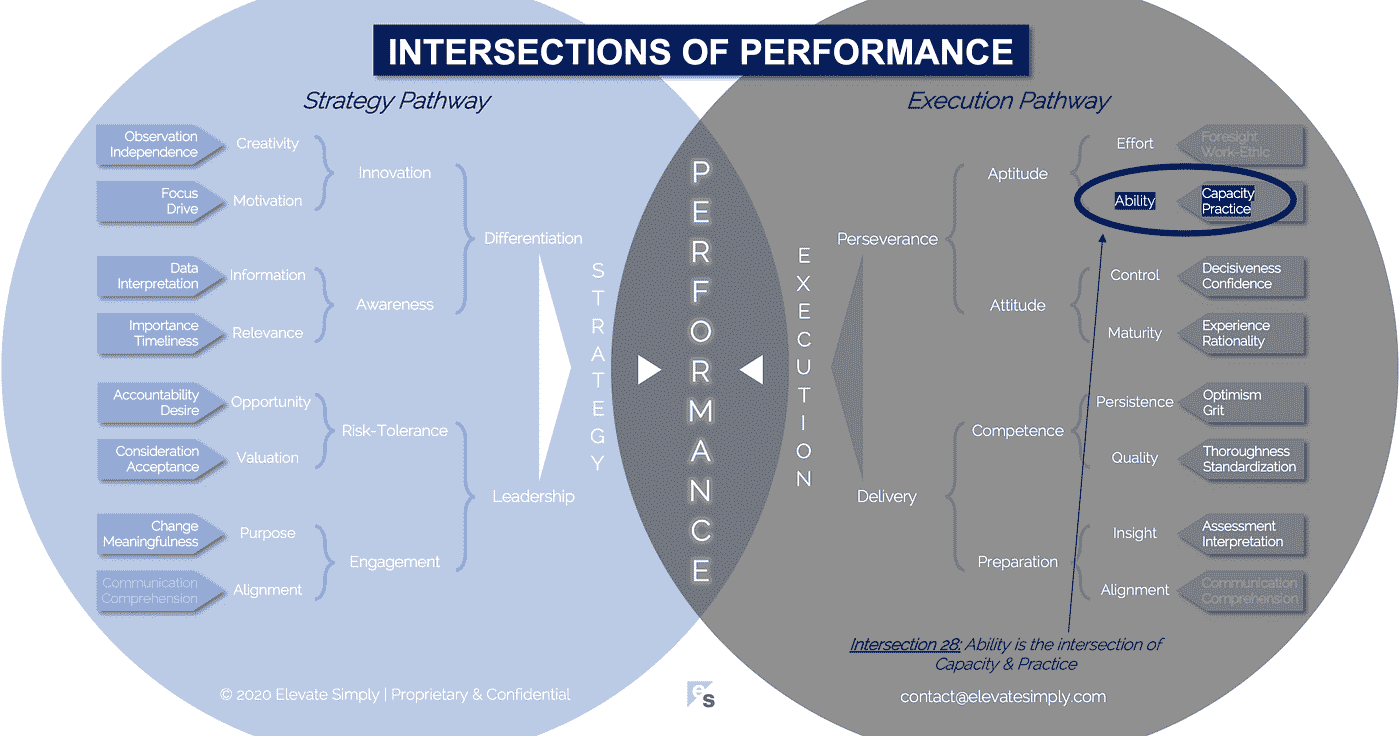 INTERSECTIONS OF PERFORMANCE
Strategy Pathway
Observation
Independence
Creativity
Focus
Drive
Motivation
Innovation
Data
Interpretation
Information
Importance
Timeliness
Relevance
Awareness
Differentiation
Accountability
Desire
Opportunity
Consideration
Acceptance
Valuation
Risk-Tolerance
Change
Meaningfulness
Purpose
Communication
Comprehension
Alignment
Engagement
Leadership
STRATEGY
PERFORMANCE
EXECUTION
Execution Pathway
Perseverance
Aptitude
Effort
Foresight
Work-Ethic
Ability
Capacity
Practice
Attitude
Control
Decisiveness
Confidence
Maturity
Experience
Rationality
Delivery
Competence
Persistence
Optimism
Grit
Quality
Thoroughness
Standardization
Preparation
Insight
Assessment
Interpretation
Alignment
Communication
Comprehension
Intersection 28: Ability is the intersection of
Capacity & Practice
© 2020 Elevate Simply | Proprietary & Confidential
es
contact@elevatesimply.com